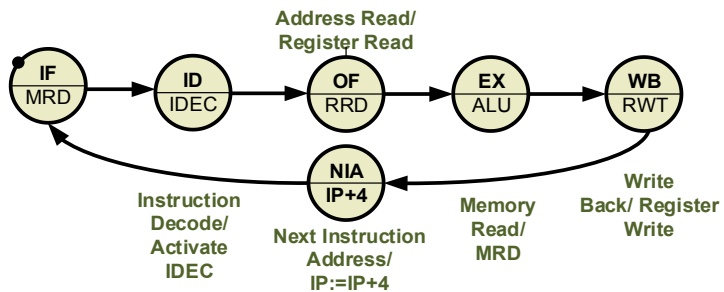 Address Read/
Register Read
IF
MRD
ID
IDEC
OF
RRD
EX
ALU
WB
RWT
NIA
IP+4
Instruction
Decode/
Activate
IDEC
Next Instruction
Address/
IP:=IP+4
Memory
Read/
MRD
Write
Back/ Register
Write